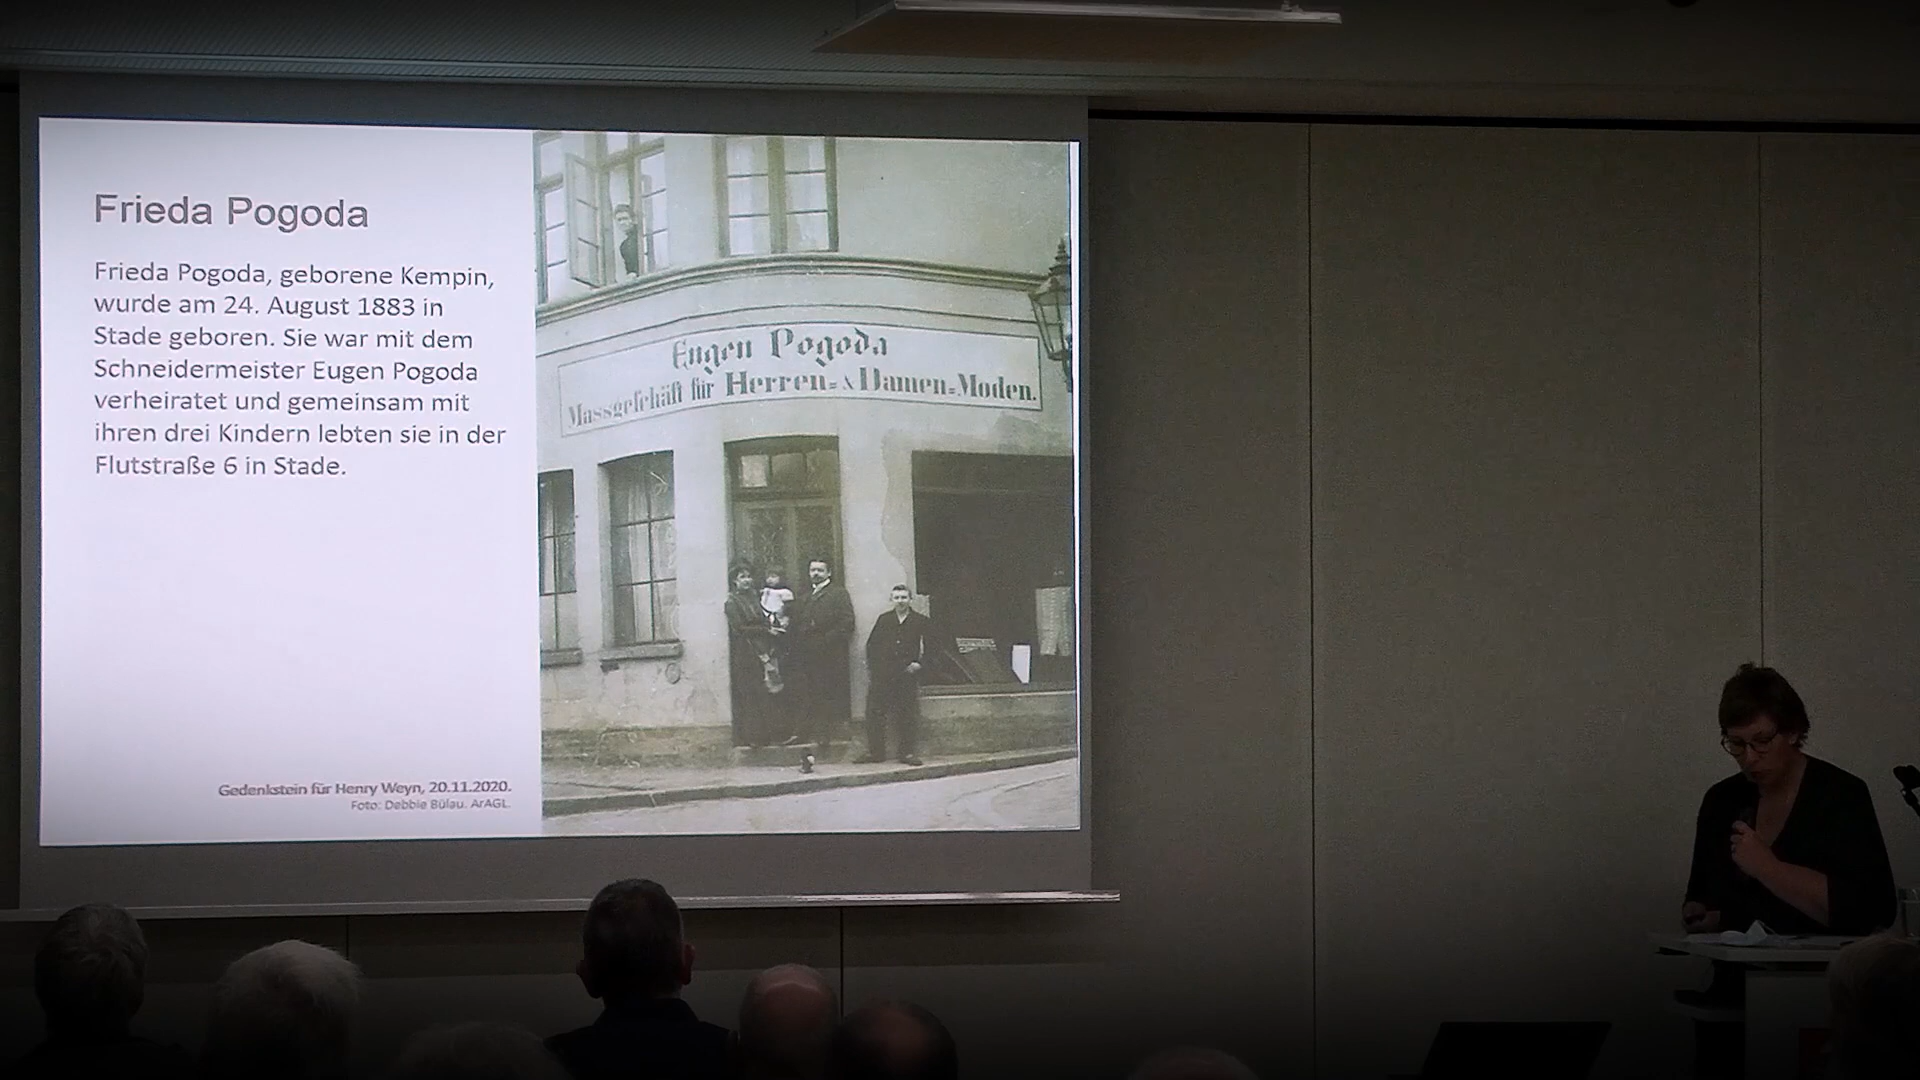 Frieda Pogoda
Frieda Pogoda, geborene Kempin,
wurde am 24. August 1883 in
Stade geboren. Sie war mit dem
Schneidermeister Eugen Pogoda
verheiratet und gemeinsam mit
ihren drei Kindern lebten sie in der
Flutstraße 6 in Stade.
Gedenkstein für Henry Weyn, 20.11.2020.
Foto: Debbie Bülau. ArAGL.
Eugen Pogoda
Massgeschäft für Herren- & Damen-Moden.